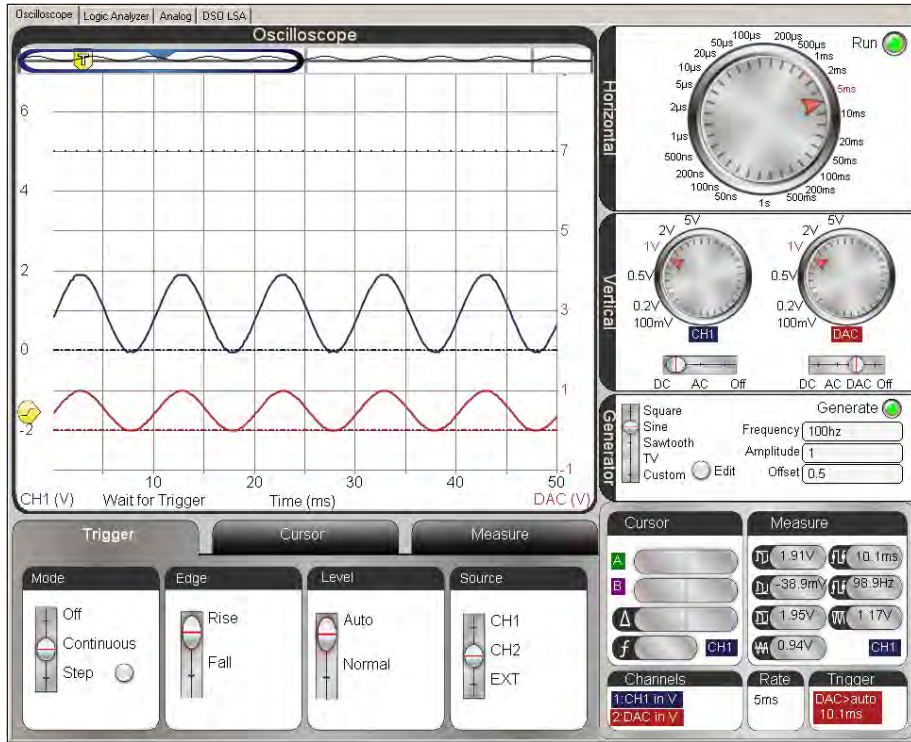 Oscilloscope Logic Analyzer Analog DSO LSA
Oscilloscope
T
6
4
2
0
-2
7
5
3
1
-1
10 20 30 40 50
CH1 (V) Wait for Trigger Time (ms) DAC (V)
Horizontal
Run
50ns
100ns
200ns
500ns
1µs
2µs
5µs
10µs
20µs
50µs
100µs
200µs
500µs
1ms
2ms
5ms
10ms
20ms
50ms
100ms
200ms
500ms
1s
Vertical
5V
2V
1V
0.5V
0.2V
100mV
CH1
DC AC Off
5V
2V
1V
0.5V
0.2V
100mV
DAC
DC AC DAC Off
Generator
Square
Sine
Sawtooth
TV
Custom
Edit
Generate
Frequency 100hz
Amplitude 1
Offset 0.5
Trigger Cursor Measure
Mode
Off
Continuous
Step
Edge
Rise
Fall
Level
Auto
Normal
Source
CH1
CH2
EXT
Cursor
A
B
Δ
f CH1
Measure
1.91V 10.1ms
-38.9mV 98.9Hz
1.95V 1.17V
0.94V CH1
Channels
1:CH1 in V
2:DAC in V
Rate
5ms
Trigger
DAC>auto
10.1ms